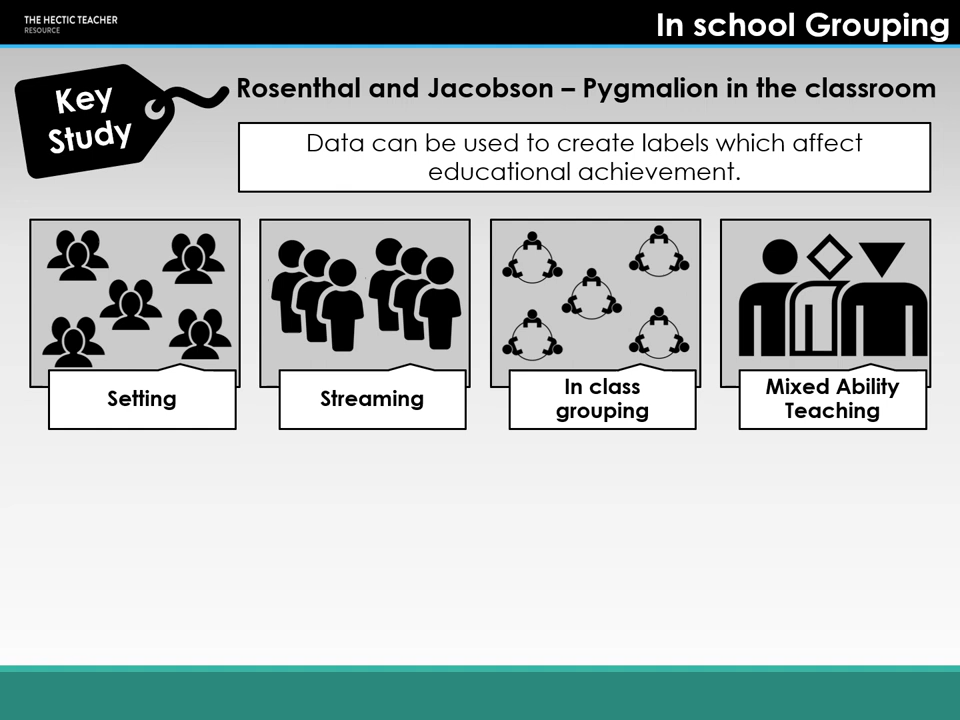 THE HECTIC TEACHER
RESOURCE
In school Grouping
Key
Study
Rosenthal and Jacobson – Pygmalion in the classroom
Data can be used to create labels which affect
educational achievement.
Setting
Streaming
In class
grouping
Mixed Ability
Teaching